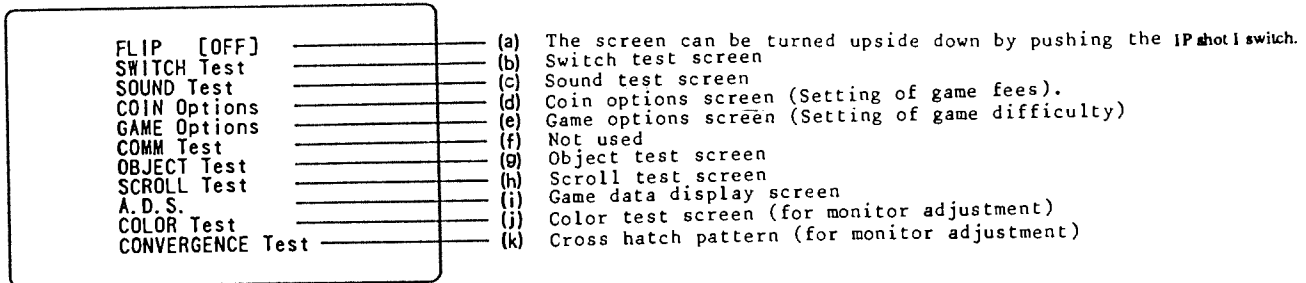 FLIP [OFF] (a) The screen can be turned upside down by pushing the 1P shot 1 switch.
SWITCH Test (b) Switch test screen
SOUND Test (c) Sound test screen
COIN Options (d) Coin options screen (Setting of game fees).
GAME Options (e) Game options screen (Setting of game difficulty)
COMM Test (f) Not used
OBJECT Test (g) Object test screen
SCROLL Test (h) Scroll test screen
A.D.S. (i) Game data display screen
COLOR Test (j) Color test screen (for monitor adjustment)
CONVERGENCE Test (k) Cross hatch pattern (for monitor adjustment)